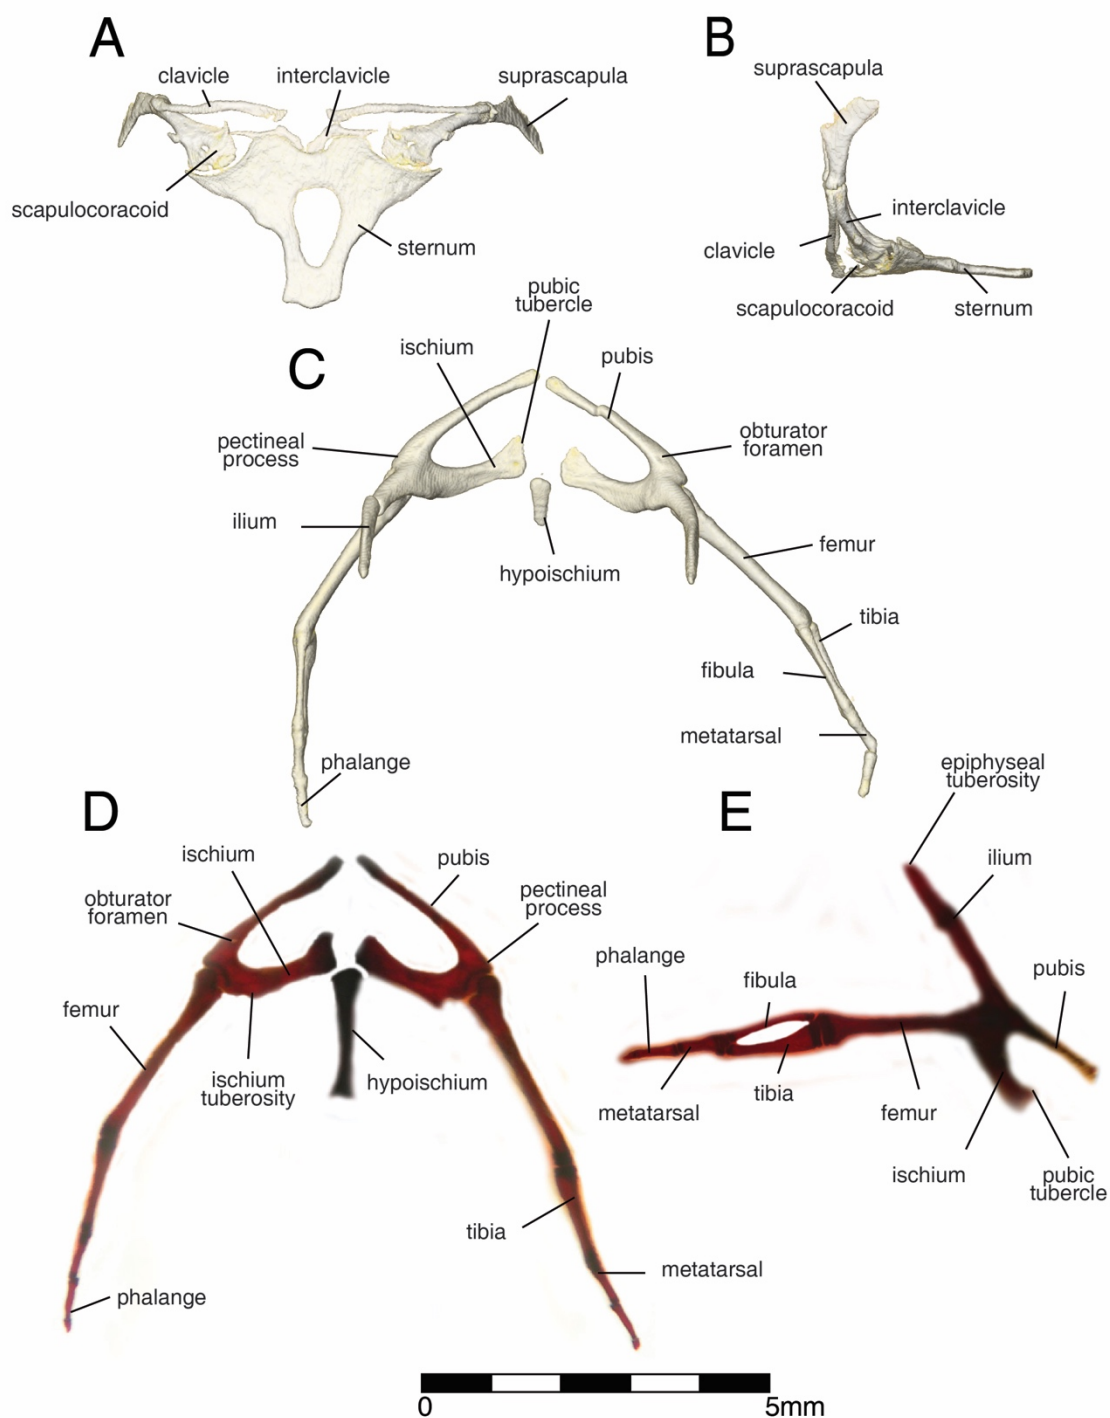 A
clavicle
interclavicle
suprascapula
scapulocoracoid
sternum
B
suprascapula
interclavicle
clavicle
scapulocoracoid
sternum
C
pubic
tubercle
ischium
pubis
pectineal
process
obturator
foramen
ilium
hypoischium
femur
tibia
fibula
metatarsal
phalange
D
ischium
pubis
obturator
foramen
pectineal
process
femur
ischium
tuberosity
hypoischium
tibia
metatarsal
phalange
E
epiphyseal
tuberosity
ilium
phalange
fibula
pubis
metatarsal
tibia
femur
ischium
pubic
tubercle
0
5mm